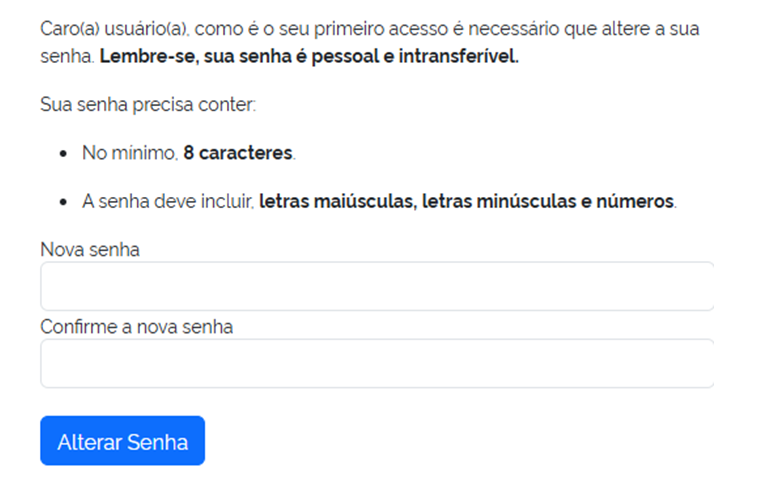 Caro(a) usuário(a), como é o seu primeiro acesso é necessário que altere a sua
senha. Lembre-se, sua senha é pessoal e intransferível.
Sua senha precisa conter:
• No mínimo, 8 caracteres.
• A senha deve incluir, letras maiúsculas, letras minúsculas e números.
Nova senha
Confirme a nova senha
Alterar Senha